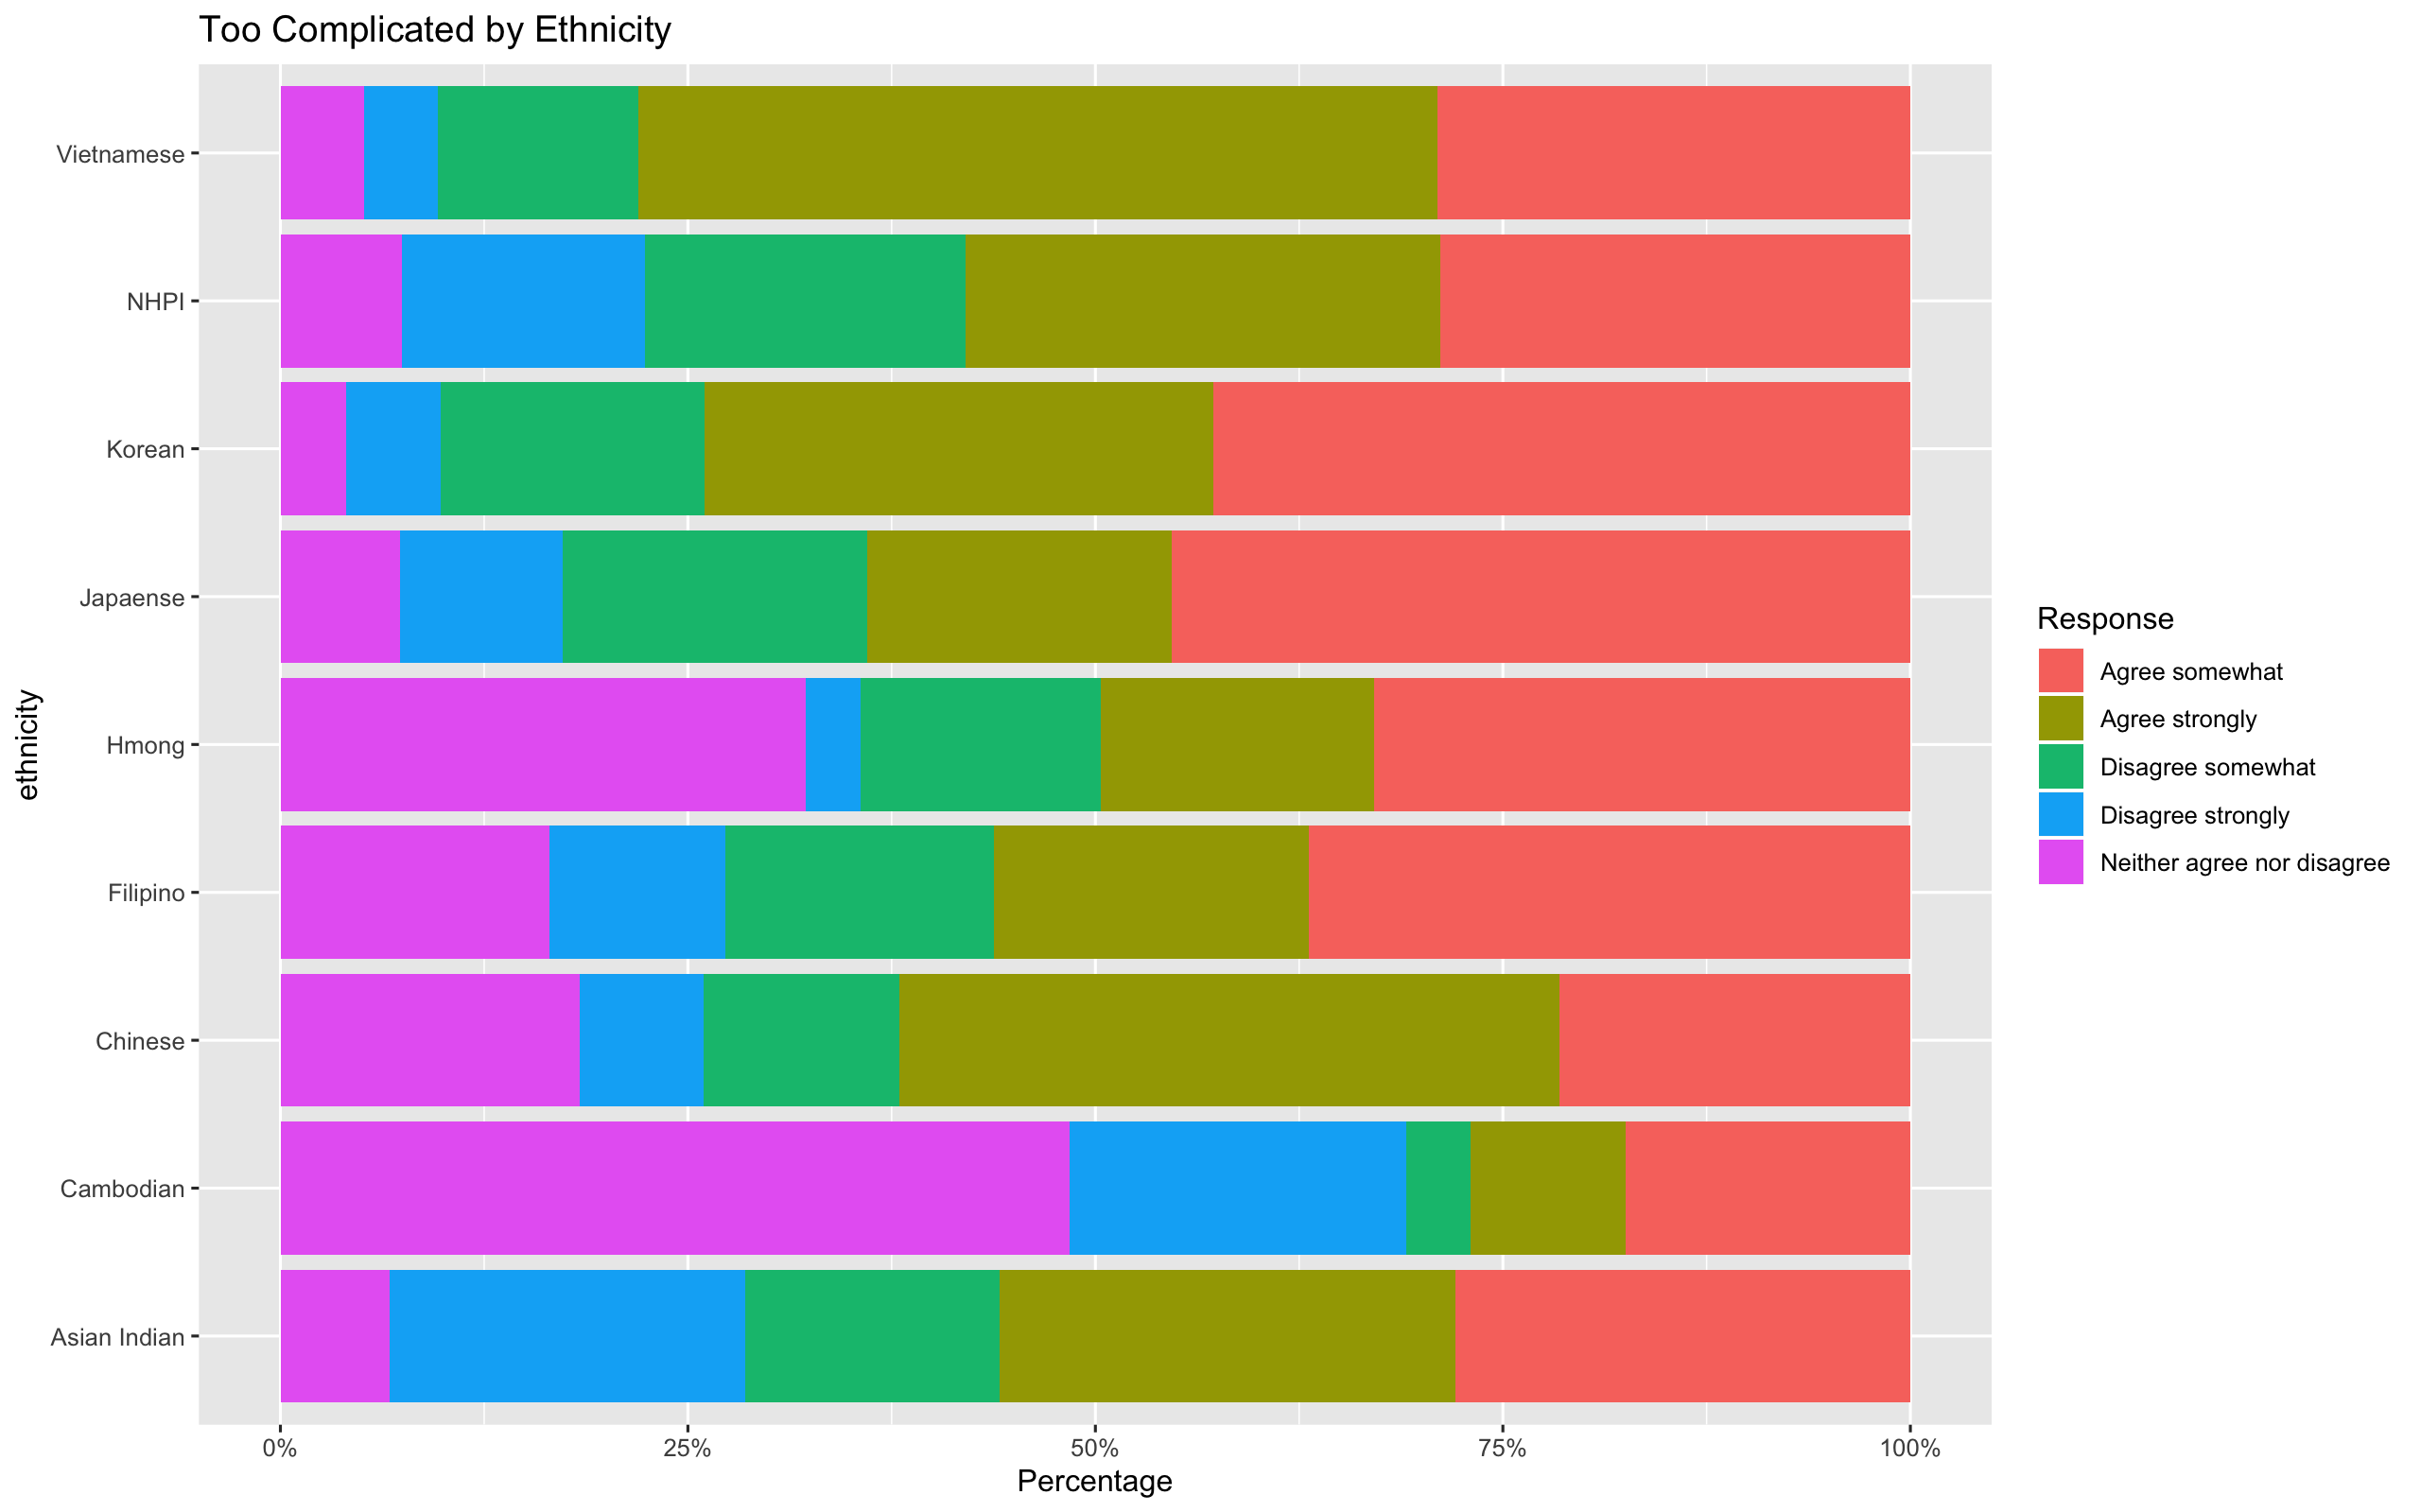 Too Complicated by Ethnicity
Vietnamese
NHPI
Korean
Japaense
Hmong
Filipino
Chinese
Cambodian
Asian Indian
ethnicity
0% 25% 50% 75% 100%
Percentage
Response
Agree somewhat
Agree strongly
Disagree somewhat
Disagree strongly
Neither agree nor disagree